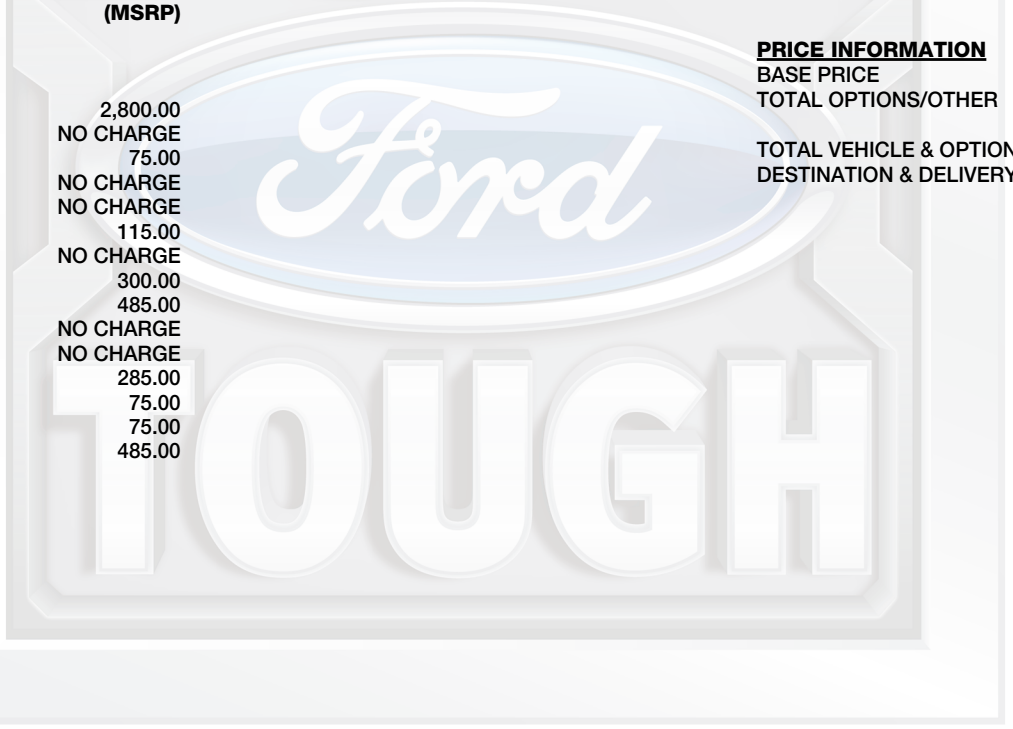 (MSRP)
2,800.00
NO CHARGE
75.00
NO CHARGE
NO CHARGE
115.00
NO CHARGE
300.00
485.00
NO CHARGE
NO CHARGE
285.00
75.00
75.00
485.00
PRICE INFORMATION
BASE PRICE
TOTAL OPTIONS/OTHER
TOTAL VEHICLE & OPTION
DESTINATION & DELIVERY
Ford
TOUGH